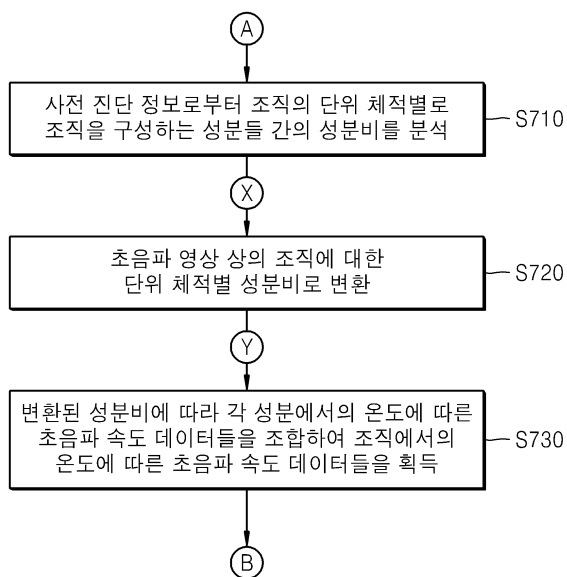 A
사전 진단 정보로부터 조직의 단위 체적별로
조직을 구성하는 성분들 간의 성분비를 분석
S710
X
초음파 영상 상의 조직에 대한
단위 체적별 성분비로 변환
S720
Y
변환된 성분비에 따라 각 성분에서의 온도에 따른
초음파 속도 데이터들을 조합하여 조직에서의
온도에 따른 초음파 속도 데이터들을 획득
S730
B